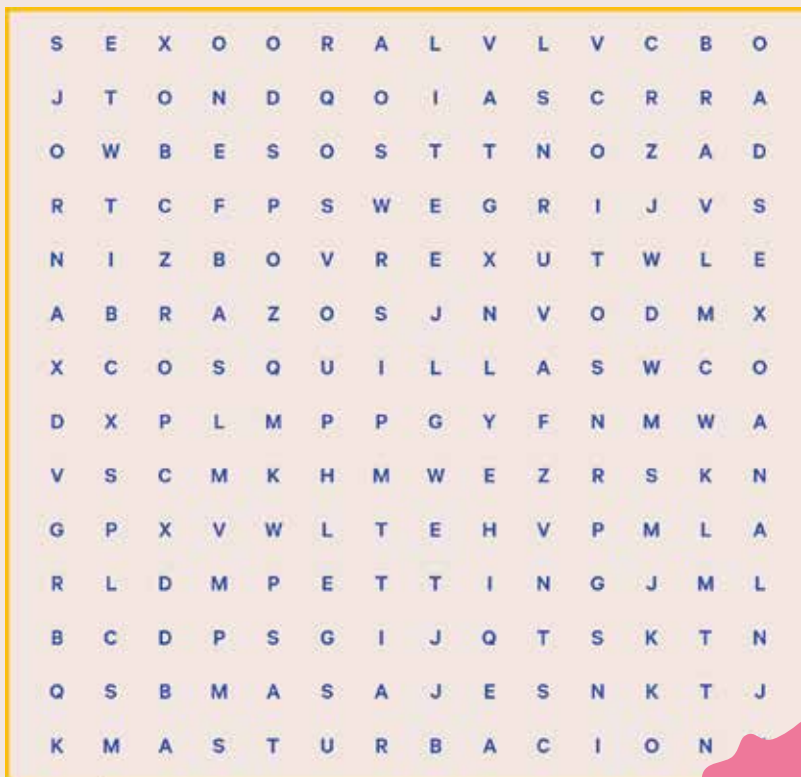 S E X O O R A L V L V C B O
J T O N D Q O I A S C R R A
O W B E S O S T T N O Z A D
R T C F P S W E G R I J V S
N I Z B O V R E X U T W L E
A B R A Z O S J N V O D M X
X C O S Q U I L L A S W C O
D X P L M P P G Y F N M W A
V S C M K H M W E Z R S K N
G P X V W L T E H V P M L A
R L D M P E T T I N G J M L
B C D P S G I J Q T S K T N
Q S B M A S A J E S N K T J
K M A S T U R B A C I O N